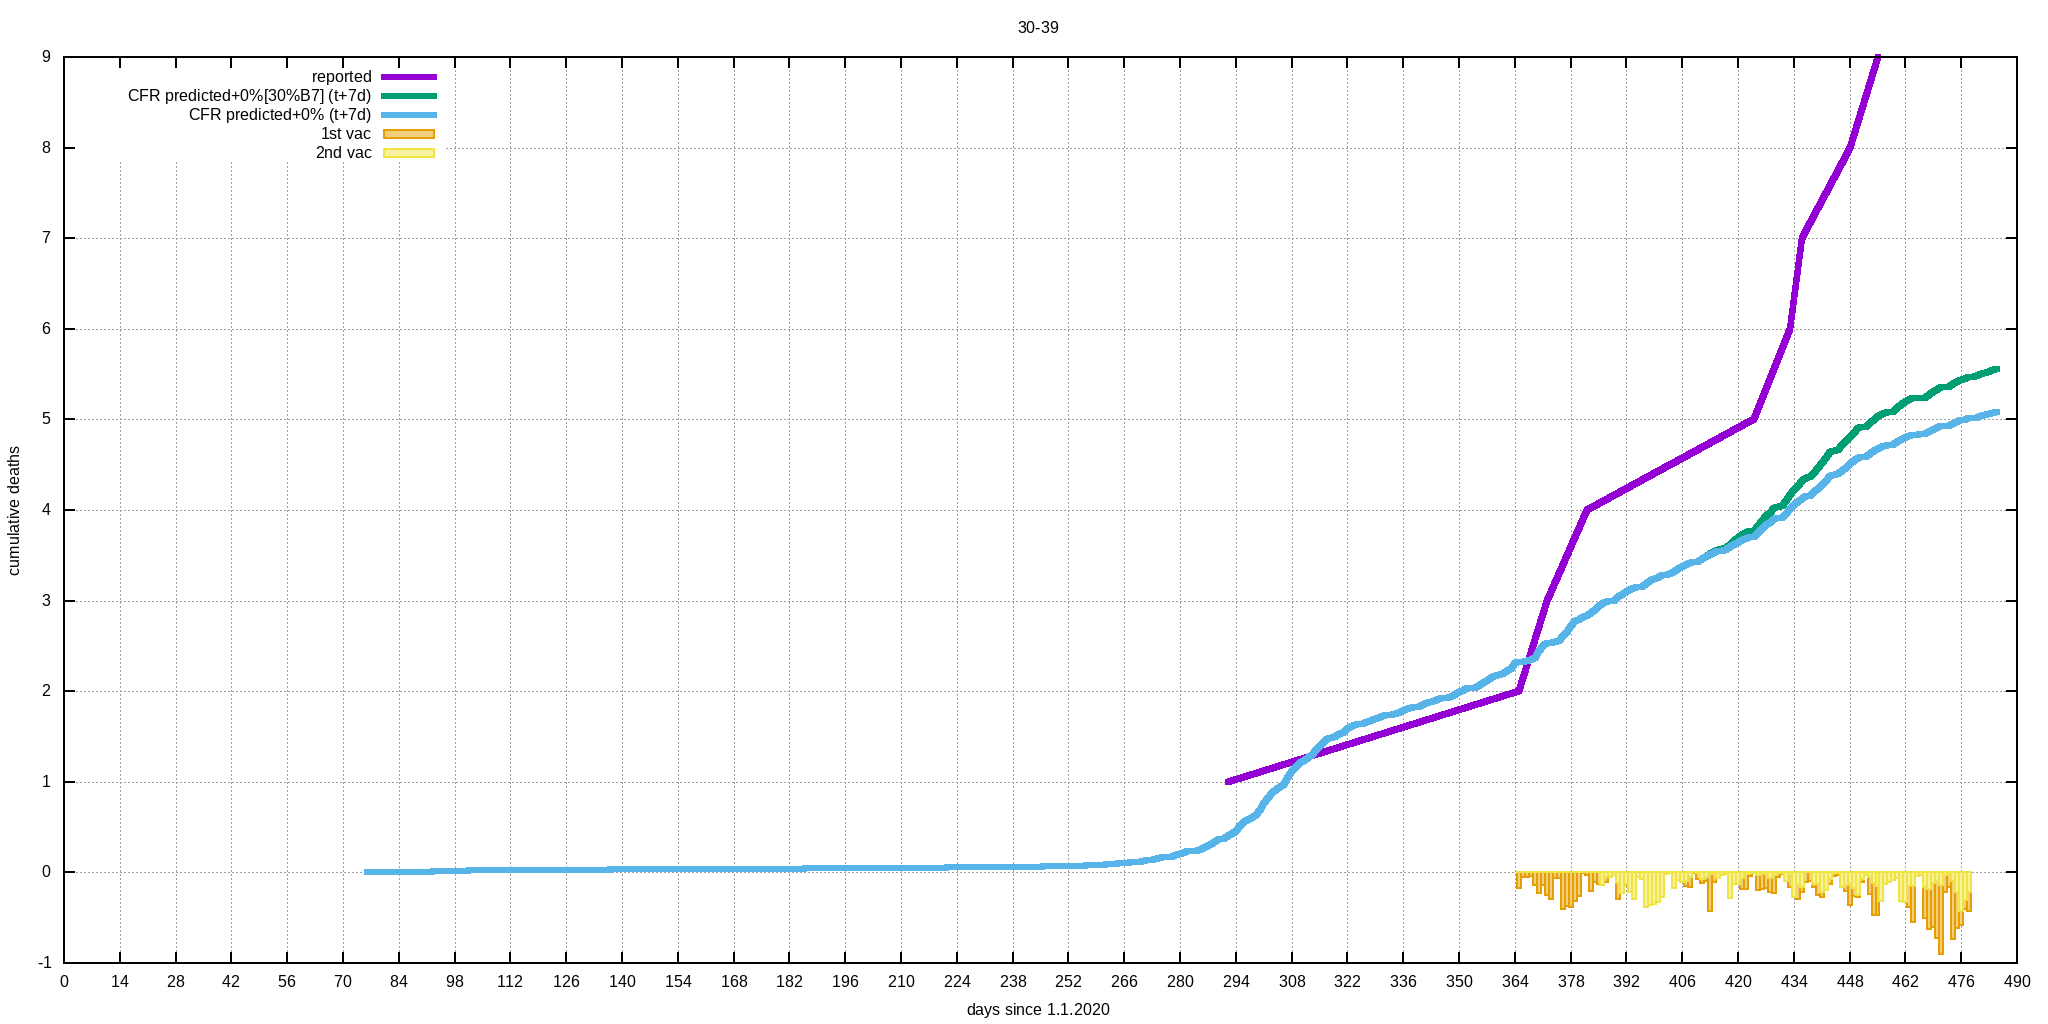 30-39
reported
CFR predicted+0%[30%B7] (t+7d)
CFR predicted+0% (t+7d)
1st vac
2nd vac
9
8
7
6
5
4
3
2
1
0
-1
cumulative deaths
0 14 28 42 56 70 84 98 112 126 140 154 168 182 196 210 224 238 252 266 280 294 308 322 336 350 364 378 392 406 420 434 448 462 476 490
days since 1.1.2020